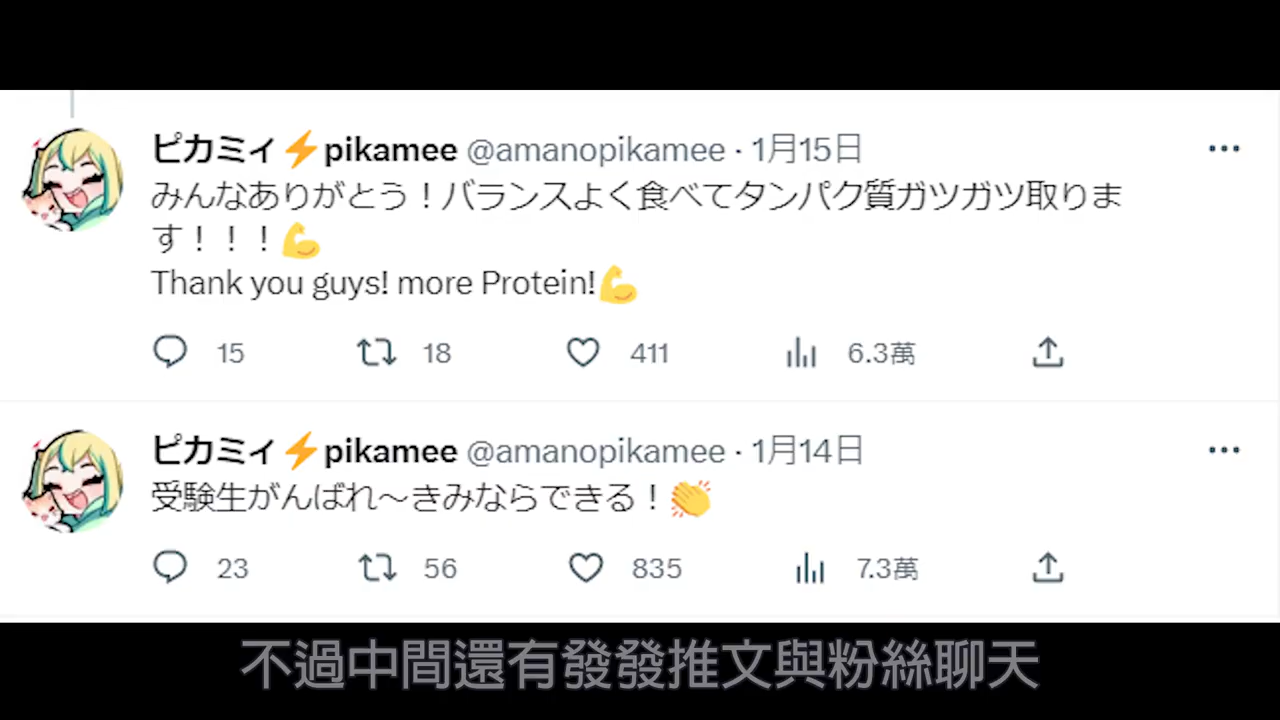 ピカミィ⚡pikamee @amanopikamee · 1月15日
みんなありがとう！バランスよく食べてタンパク質ガツガツ取りま
す！！！💪
Thank you guys! more Protein!💪
15 18 411 6.3萬
ピカミィ⚡pikamee @amanopikamee · 1月14日
受験生がんばれ～きみならできる！👏
23 56 835 7.3萬
不過中間還有發發推文與粉絲聊天